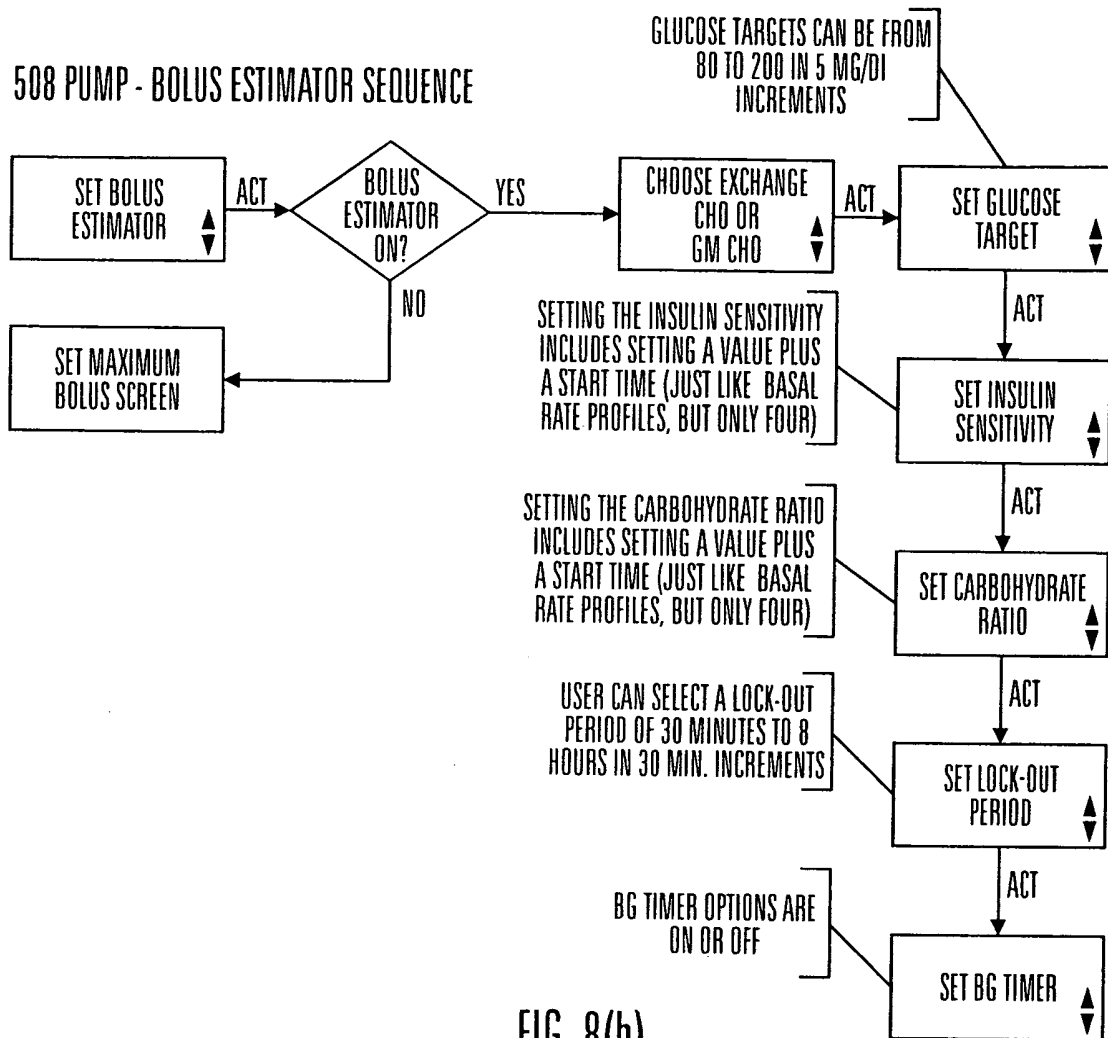 508 PUMP - BOLUS ESTIMATOR SEQUENCE
GLUCOSE TARGETS CAN BE FROM
80 TO 200 IN 5 MG/DI
INCREMENTS
SET BOLUS
ESTIMATOR
ACT
BOLUS
ESTIMATOR
ON?
YES
CHOOSE EXCHANGE
CHO OR
GM CHO
ACT
SET GLUCOSE
TARGET
NO
ACT
SET MAXIMUM
BOLUS SCREEN
SETTING THE INSULIN SENSITIVITY
INCLUDES SETTING A VALUE PLUS
A START TIME (JUST LIKE BASAL
RATE PROFILES, BUT ONLY FOUR)
SET INSULIN
SENSITIVITY
ACT
SETTING THE CARBOHYDRATE RATIO
INCLUDES SETTING A VALUE PLUS
A START TIME (JUST LIKE BASAL
RATE PROFILES, BUT ONLY FOUR)
SET CARBOHYDRATE
RATIO
ACT
USER CAN SELECT A LOCK-OUT
PERIOD OF 30 MINUTES TO 8
HOURS IN 30 MIN. INCREMENTS
SET LOCK-OUT
PERIOD
ACT
BG TIMER OPTIONS ARE
ON OR OFF
SET BG TIMER
FIG. 8(b)